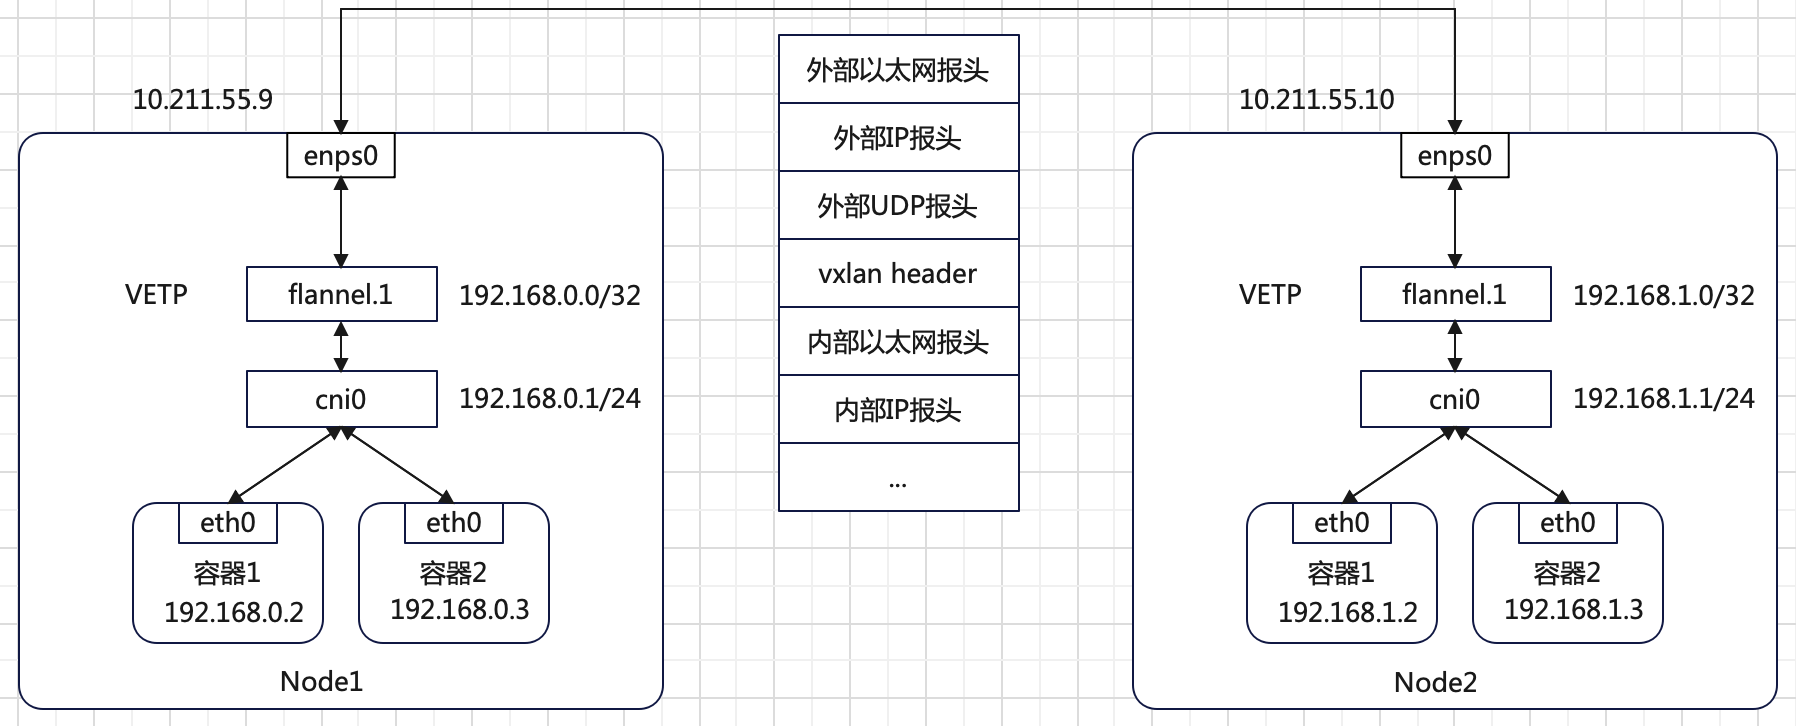 10.211.55.9
enps0
VETP
flannel.1
192.168.0.0/32
cni0
192.168.0.1/24
eth0
容器1
192.168.0.2
eth0
容器2
192.168.0.3
Node1
外部以太网报头
外部IP报头
外部UDP报头
vxlan header
内部以太网报头
内部IP报头
...
10.211.55.10
enps0
VETP
flannel.1
192.168.1.0/32
cni0
192.168.1.1/24
eth0
容器1
192.168.1.2
eth0
容器2
192.168.1.3
Node2